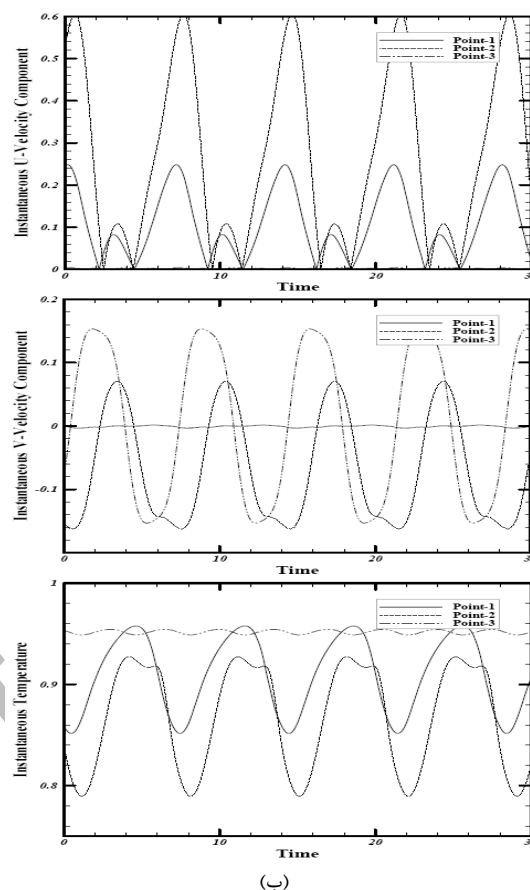 0.6
0.5
0.4
0.3
0.2
0.1
0
Instantaneous U-Velocity Component
Point-1
Point-2
Point-3
0 10 20 30
Time
0.2
0.1
0
-0.1
Instantaneous V-Velocity Component
Point-1
Point-2
Point-3
0 10 20 3
Time
1
0.9
0.8
Instantaneous Temperature
Point-1
Point-2
Point-3
0 10 20 3
Time
(ب)